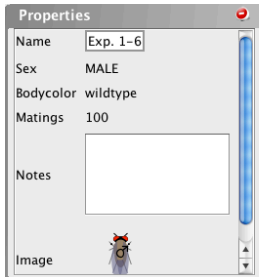 Properties
Name Exp. 1-6
Sex MALE
Bodycolor wildtype
Matings 100
Notes
Image